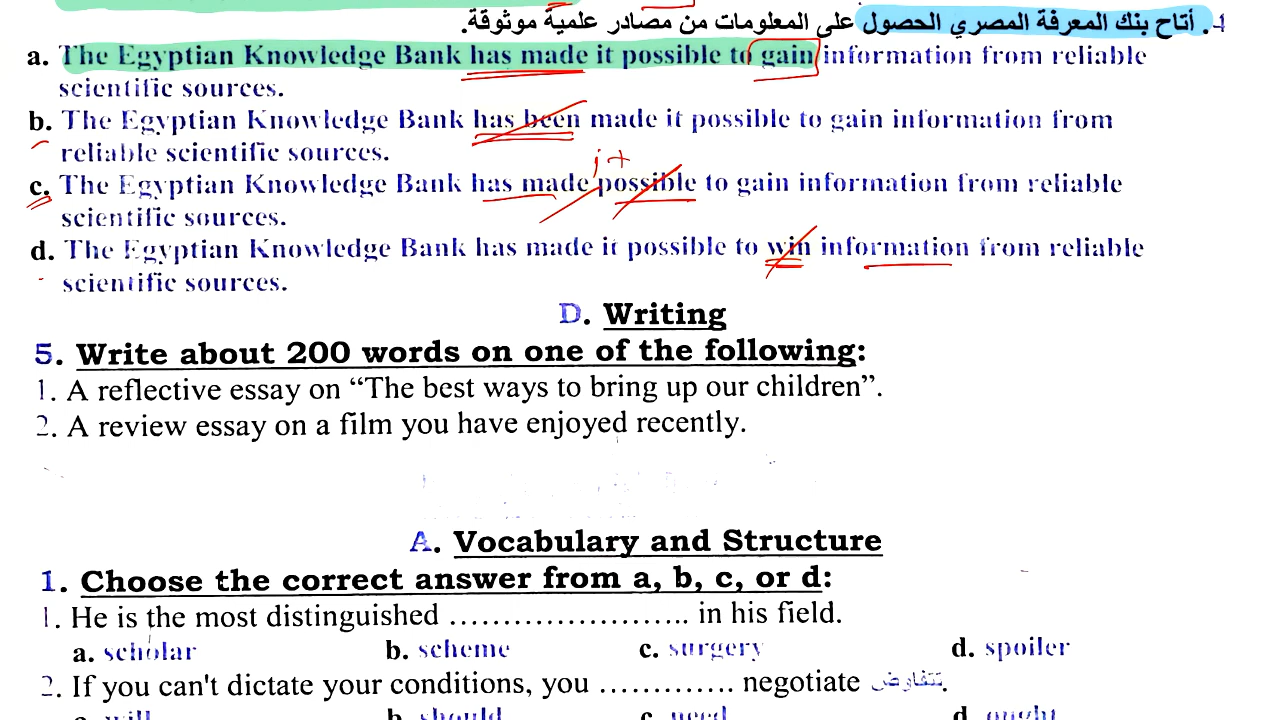 1. أتاح بنك المعرفة المصري الحصول على المعلومات من مصادر علمية موثوقة.
a. The Egyptian Knowledge Bank has made it possible to gain information from reliable
scientific sources.
b. The Egyptian Knowledge Bank has been made it possible to gain information from
reliable scientific sources.
it
c. The Egyptian Knowledge Bank has made possible to gain information from reliable
scientific sources.
d. The Egyptian Knowledge Bank has made it possible to win information from reliable
scientific sources.
D. Writing
5. Write about 200 words on one of the following:
1. A reflective essay on “The best ways to bring up our children”.
2. A review essay on a film you have enjoyed recently.
A. Vocabulary and Structure
1. Choose the correct answer from a, b, c, or d:
1. He is the most distinguished ........................ in his field.
a. scholar b. scheme c. surgery d. spoiler
2. If you can't dictate your conditions, you ............. negotiate تتفاوض.
a. will b. should c. need d. ought